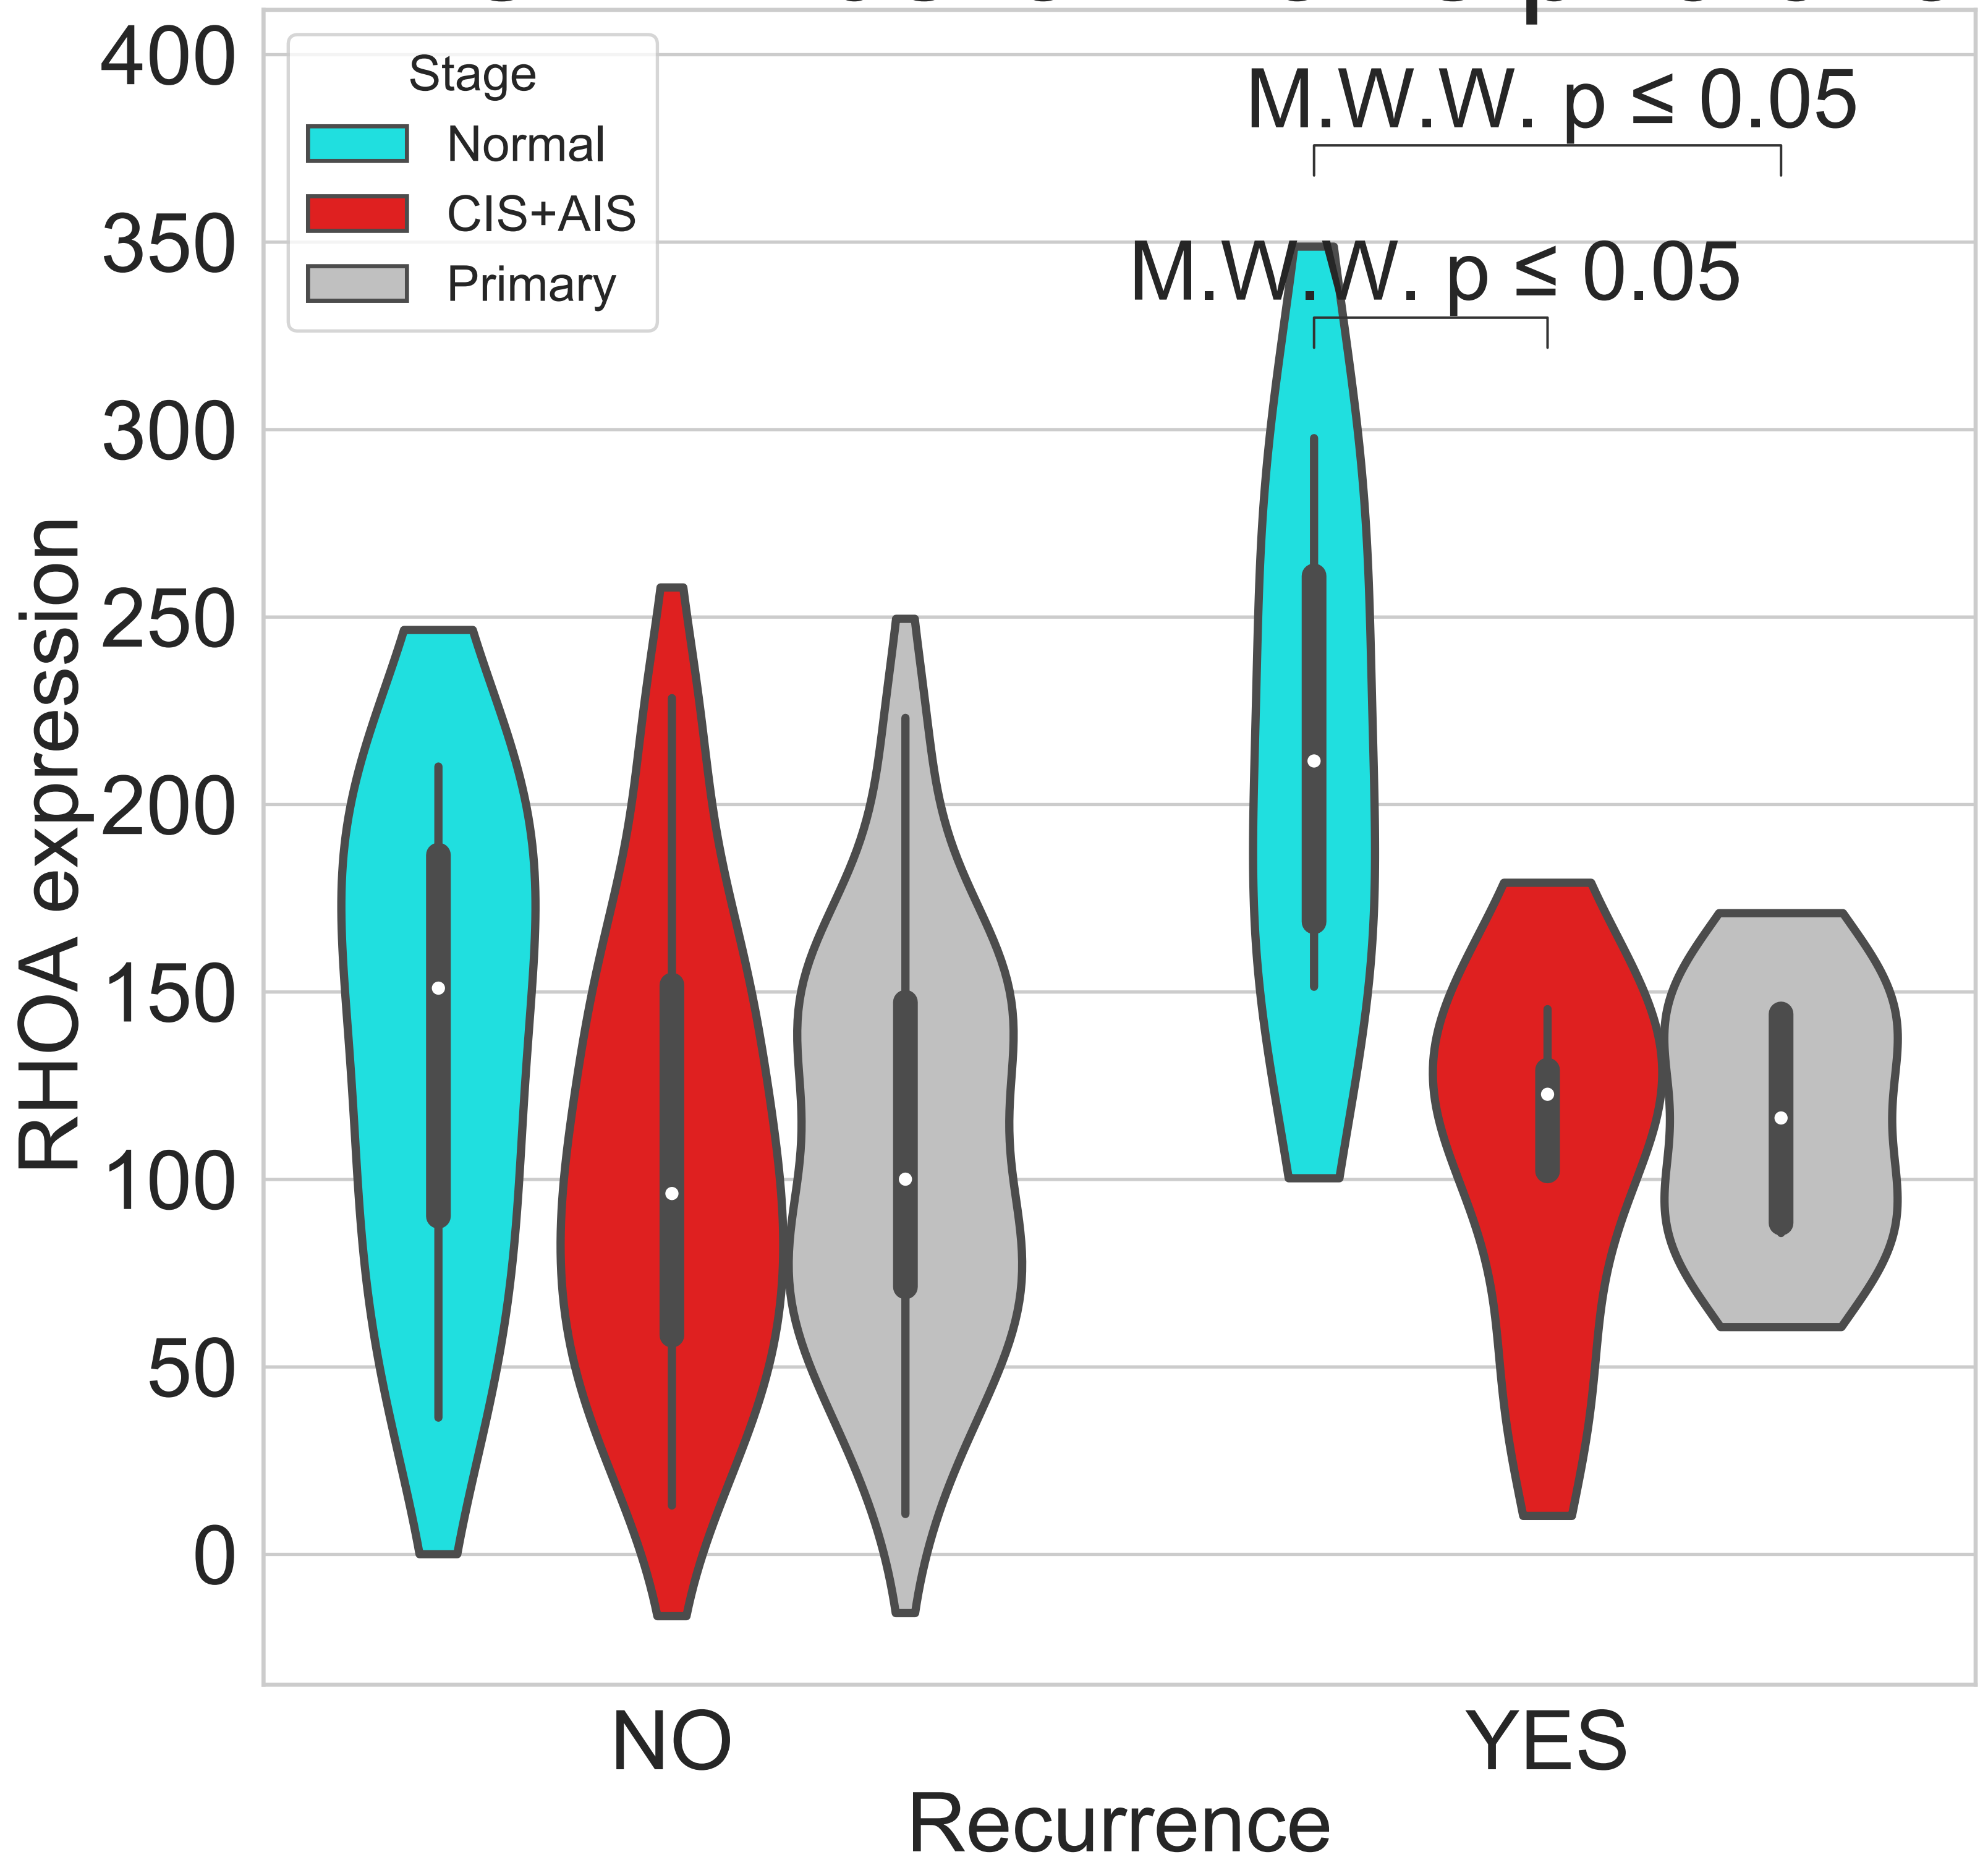 400
350
300
250
200
150
100
50
0
RHOA expression
Stage
Normal
CIS+AIS
Primary
M.W.W. p ≤ 0.05
M.W.W. p ≤ 0.05
NO
YES
Recurrence